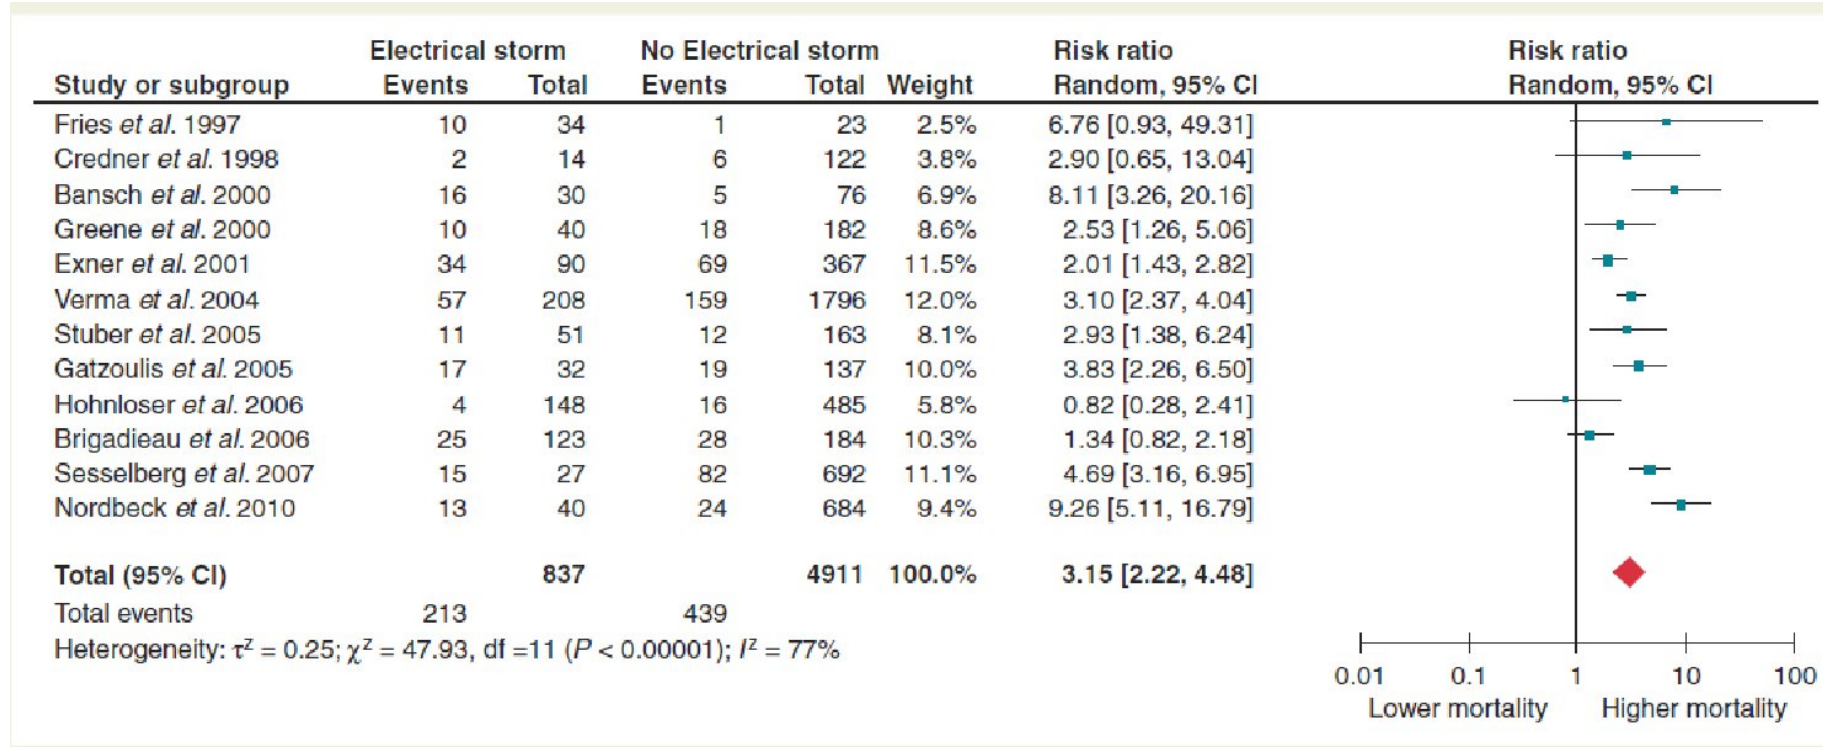 Electrical storm No Electrical storm Risk ratio Risk ratio
Study or subgroup Events Total Events Total Weight Random, 95% CI Random, 95% CI
Fries et al. 1997 10 34 1 23 2.5% 6.76 [0.93, 49.31]
Credner et al. 1998 2 14 6 122 3.8% 2.90 [0.65, 13.04]
Bansch et al. 2000 16 30 5 76 6.9% 8.11 [3.26, 20.16]
Greene et al. 2000 10 40 18 182 8.6% 2.53 [1.26, 5.06]
Exner et al. 2001 34 90 69 367 11.5% 2.01 [1.43, 2.82]
Verma et al. 2004 57 208 159 1796 12.0% 3.10 [2.37, 4.04]
Stuber et al. 2005 11 51 12 163 8.1% 2.93 [1.38, 6.24]
Gatzoulis et al. 2005 17 32 19 137 10.0% 3.83 [2.26, 6.50]
Hohnloser et al. 2006 4 148 16 485 5.8% 0.82 [0.28, 2.41]
Brigadieau et al. 2006 25 123 28 184 10.3% 1.34 [0.82, 2.18]
Sesselberg et al. 2007 15 27 82 692 11.1% 4.69 [3.16, 6.95]
Nordbeck et al. 2010 13 40 24 684 9.4% 9.26 [5.11, 16.79]
Total (95% CI) 837 4911 100.0% 3.15 [2.22, 4.48]
Total events 213 439
Heterogeneity: τᶻ = 0.25; χᶻ = 47.93, df =11 (P < 0.00001); Iᶻ = 77%
0.01 0.1 1 10 100
Lower mortality Higher mortality